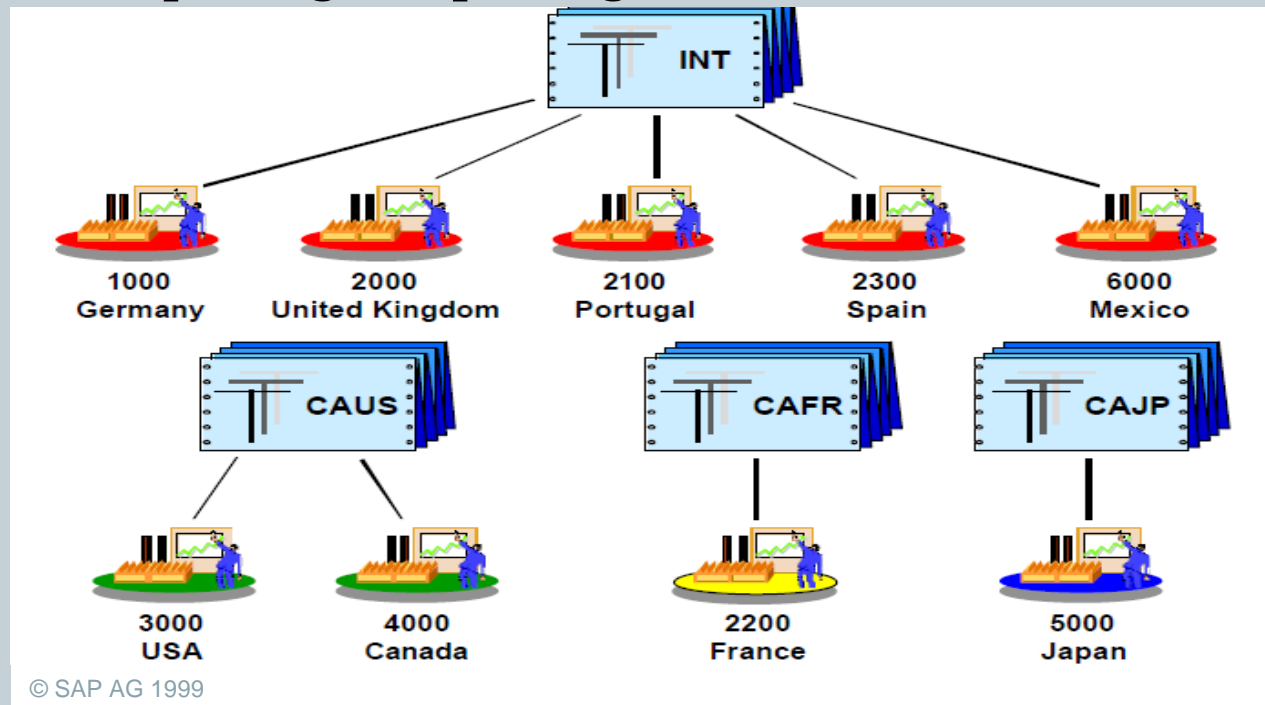 INT
1000
Germany
2000
United Kingdom
2100
Portugal
2300
Spain
6000
Mexico
CAUS
CAFR
CAJP
3000
USA
4000
Canada
2200
France
5000
Japan
© SAP AG 1999